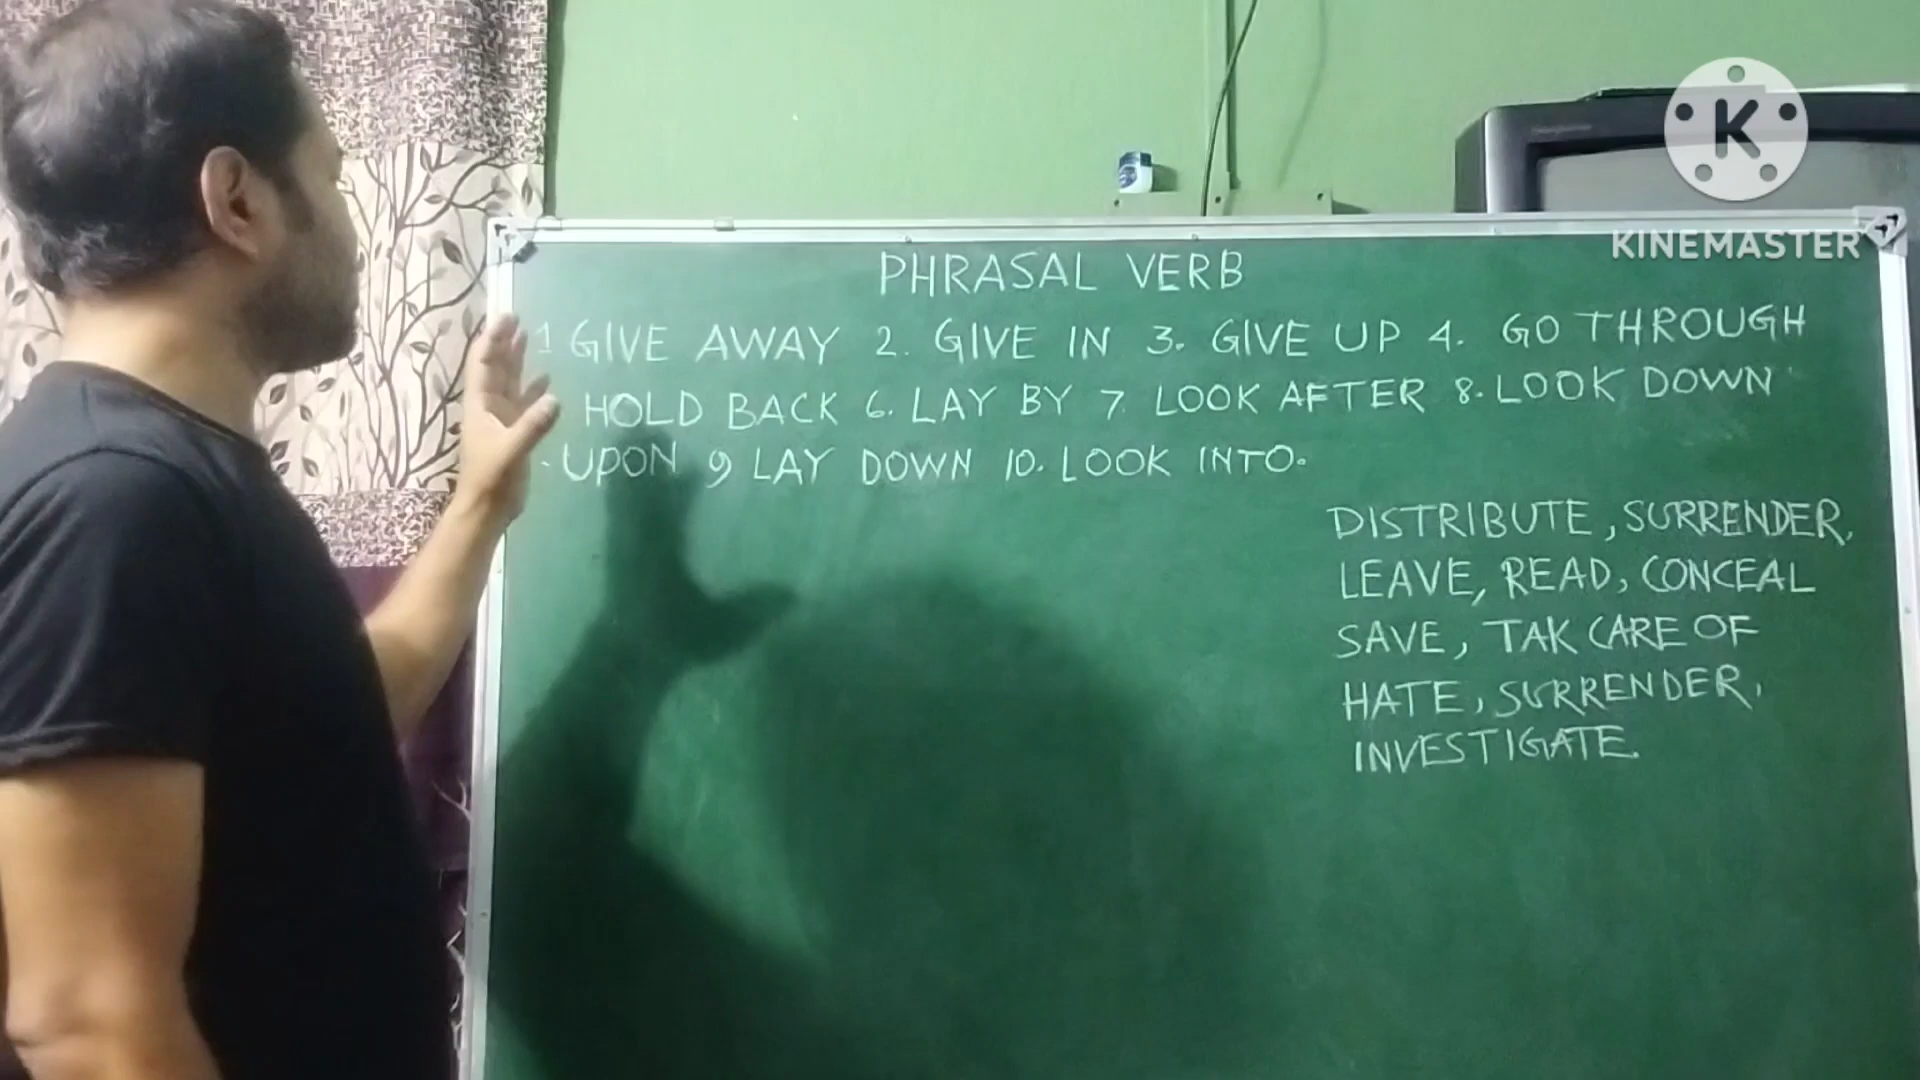 K
KINEMASTER
PHRASAL VERB
1 GIVE AWAY 2. GIVE IN 3. GIVE UP 4. GO THROUGH
HOLD BACK 6. LAY BY 7. LOOK AFTER 8. LOOK DOWN
UPON 9 LAY DOWN 10. LOOK INTO.
DISTRIBUTE, SURRENDER,
LEAVE, READ, CONCEAL
SAVE, TAK CARE OF
HATE, SURRENDER,
INVESTIGATE.